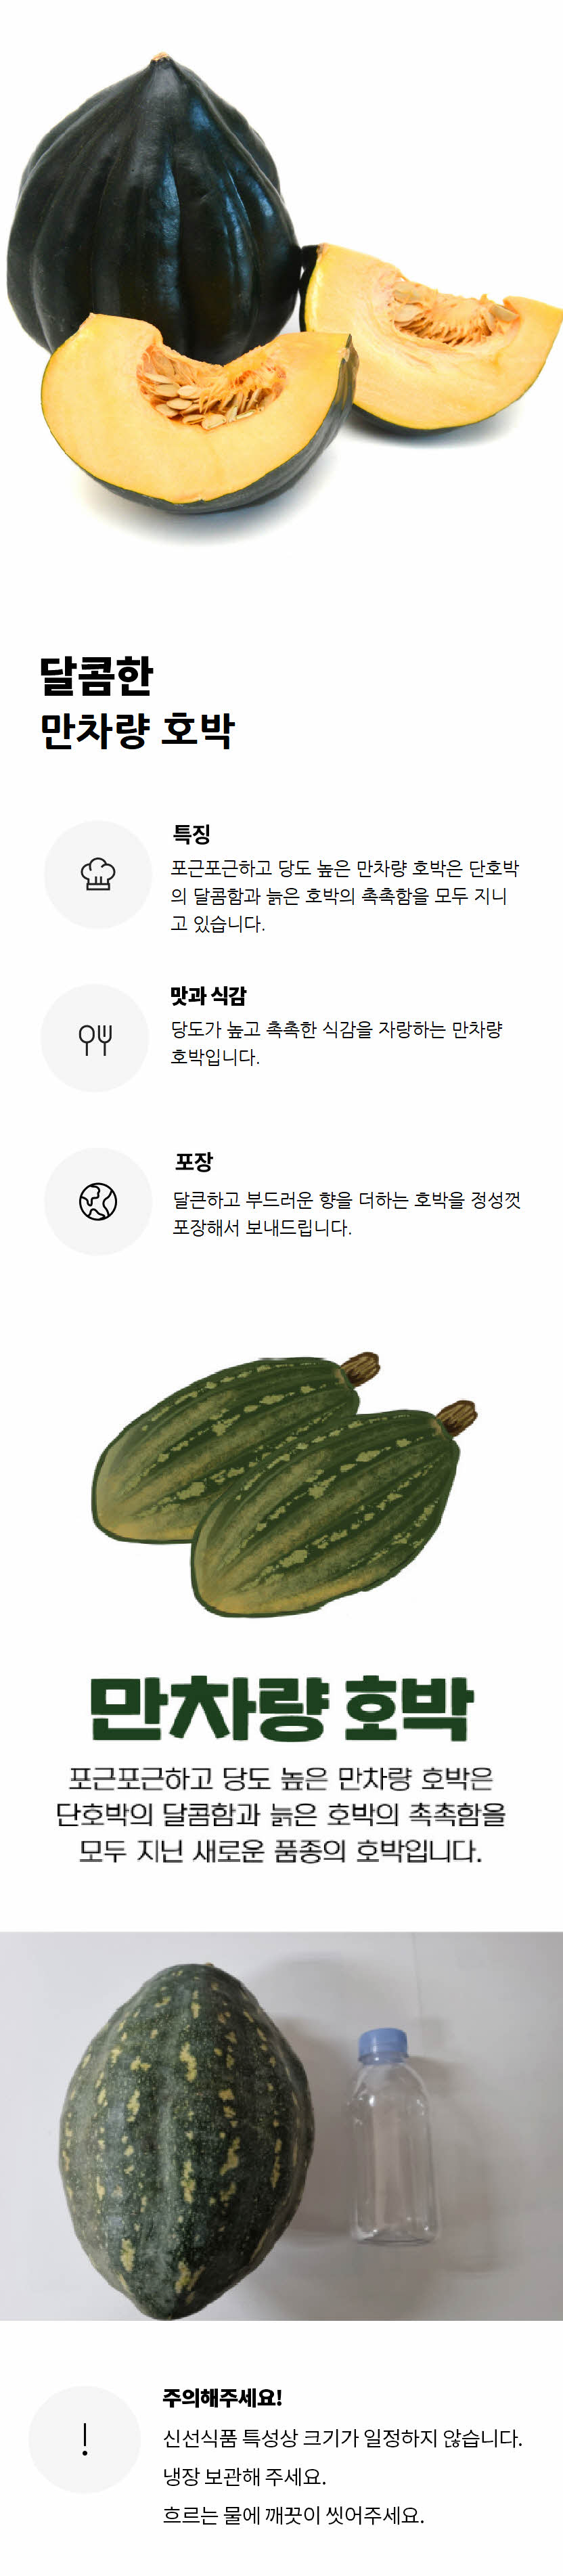 달콤한
만차량 호박
특징
포근포근하고 당도 높은 만차량 호박은 단호박
의 달콤함과 늙은 호박의 촉촉함을 모두 지니
고 있습니다.
맛과 식감
당도가 높고 촉촉한 식감을 자랑하는 만차량
호박입니다.
포장
달큰하고 부드러운 향을 더하는 호박을 정성껏
포장해서 보내드립니다.
만차량 호박
포근포근하고 당도 높은 만차량 호박은
단호박의 달콤함과 늙은 호박의 촉촉함을
모두 지닌 새로운 품종의 호박입니다.
주의해주세요!
신선식품 특성상 크기가 일정하지 않습니다.
냉장 보관해 주세요.
흐르는 물에 깨끗이 씻어주세요.